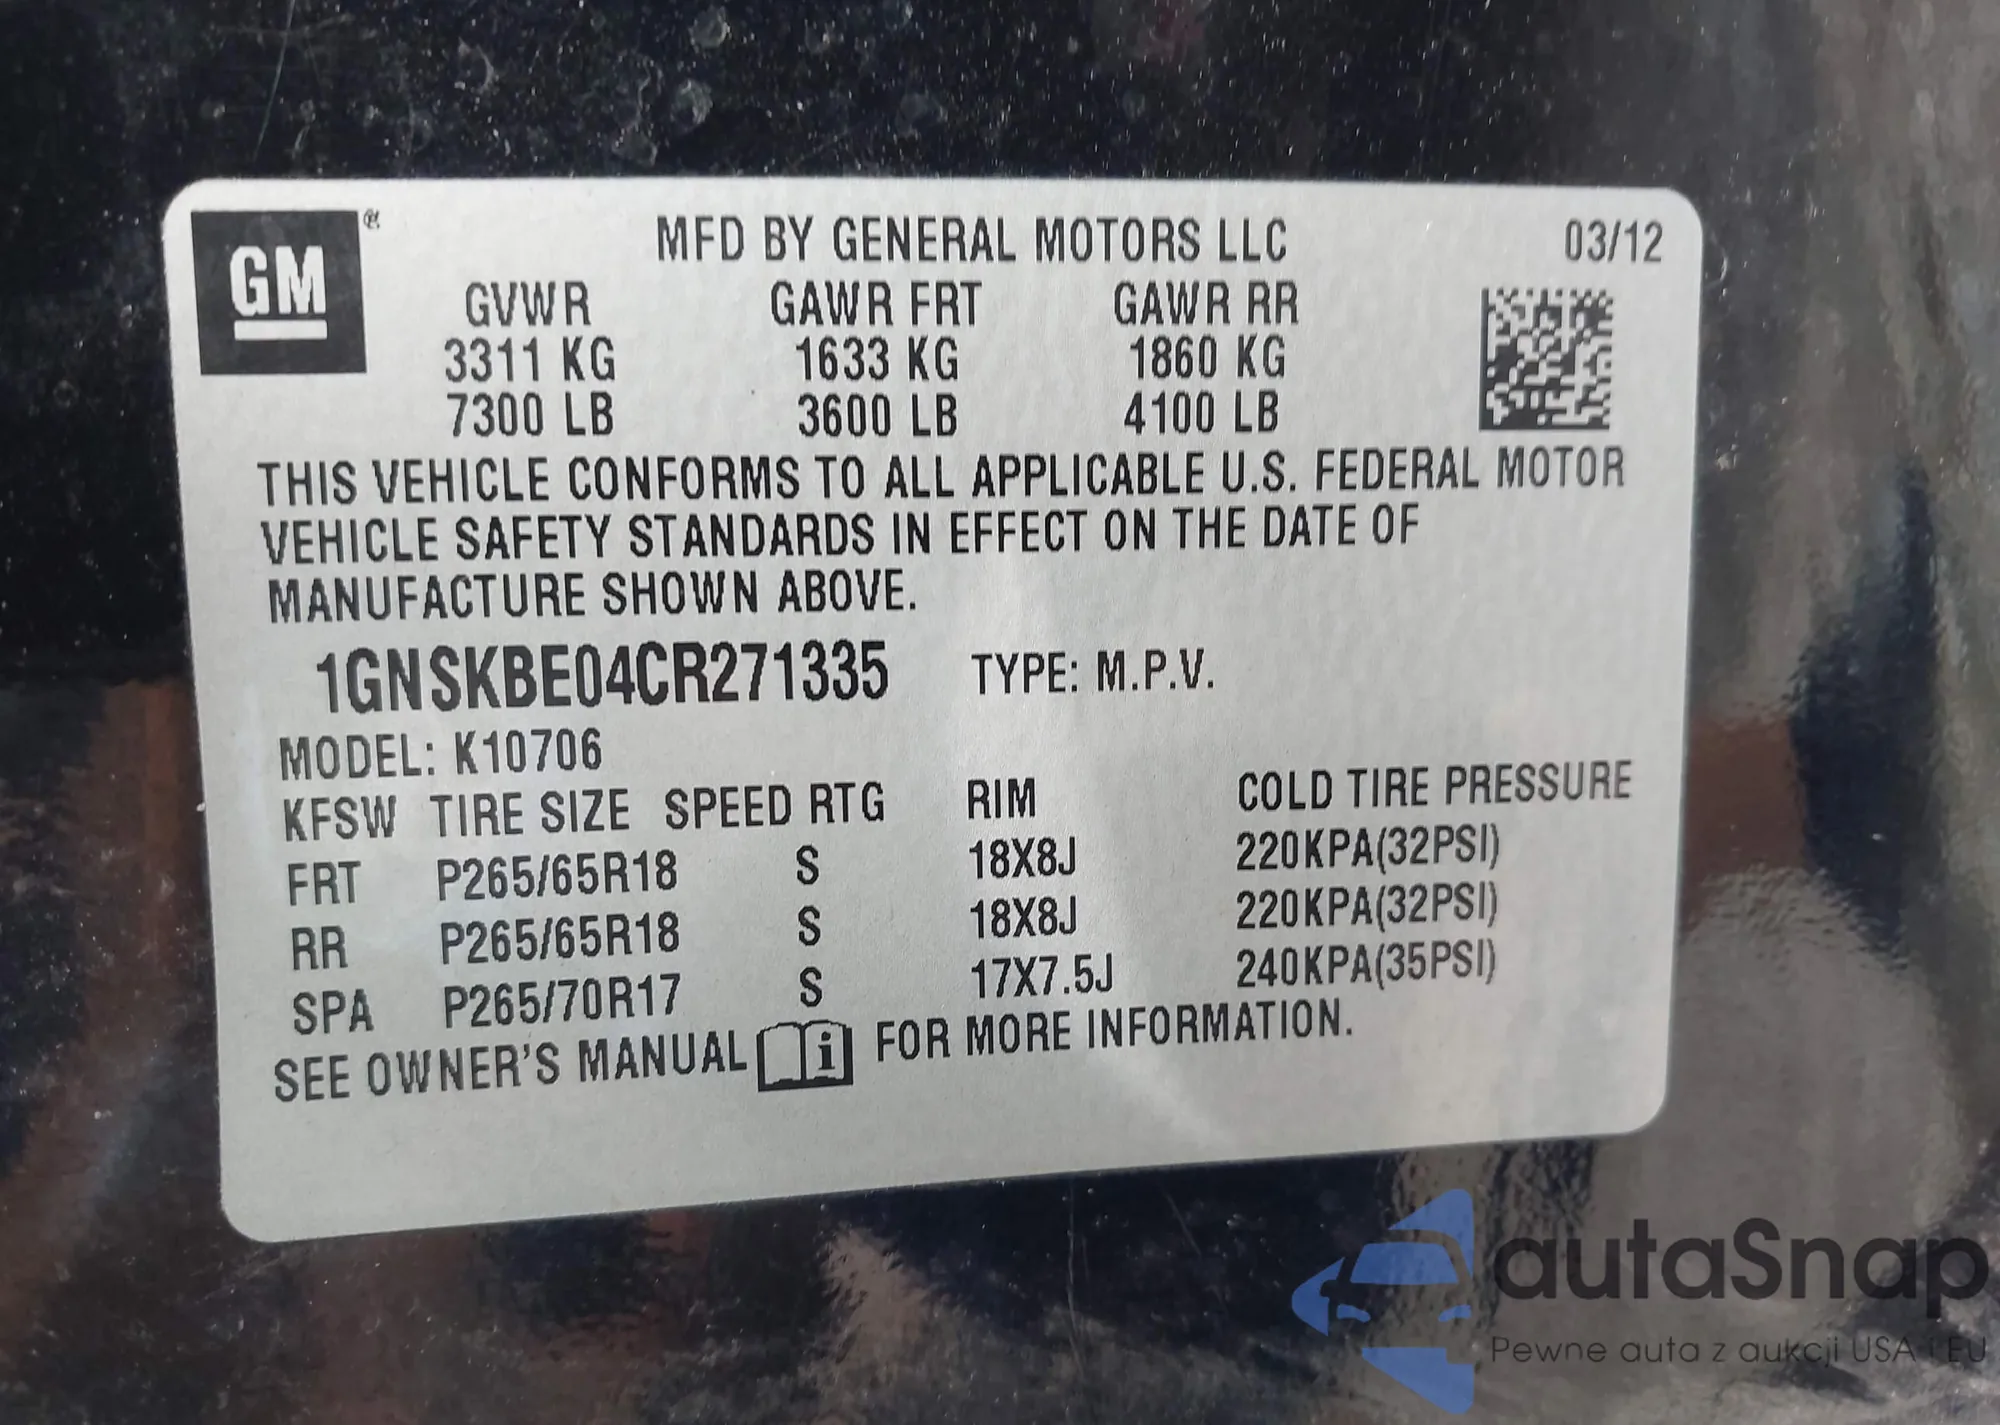 GM ®
MFD BY GENERAL MOTORS LLC 03/12
GVWR GAWR FRT GAWR RR
3311 KG 1633 KG 1860 KG
7300 LB 3600 LB 4100 LB
THIS VEHICLE CONFORMS TO ALL APPLICABLE U.S. FEDERAL MOTOR
VEHICLE SAFETY STANDARDS IN EFFECT ON THE DATE OF
MANUFACTURE SHOWN ABOVE.
1GNSKBE04CR271335 TYPE: M.P.V.
MODEL: K10706
KFSW TIRE SIZE SPEED RTG RIM COLD TIRE PRESSURE
FRT P265/65R18 S 18X8J 220KPA(32PSI)
RR P265/65R18 S 18X8J 220KPA(32PSI)
SPA P265/70R17 S 17X7.5J 240KPA(35PSI)
SEE OWNER'S MANUAL i FOR MORE INFORMATION.
autaSnap
Pewne auta z aukcji USA i EU